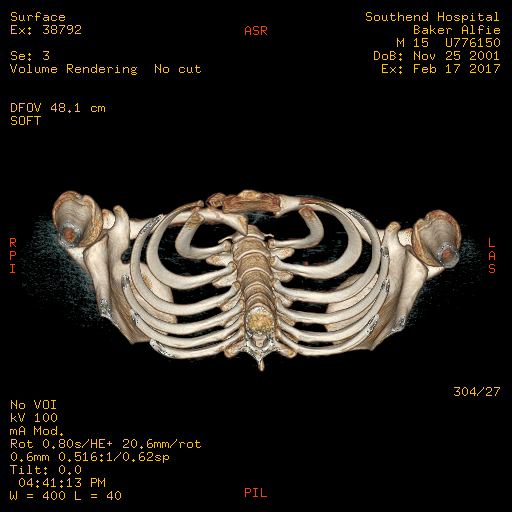 Surface
Ex: 38792
Se: 3
Volume Rendering No cut
DFOV 48.1 cm
SOFT
ASR
Southend Hospital
Baker Alfie
M 15 U776150
DoB: Nov 25 2001
Ex: Feb 17 2017
R
P
I
L
A
S
304/27
No VOI
kV 100
mA Mod.
Rot 0.80s/HE+ 20.6mm/rot
0.6mm 0.516:1/0.62sp
Tilt: 0.0
04:41:13 PM
W = 400 L = 40
PIL